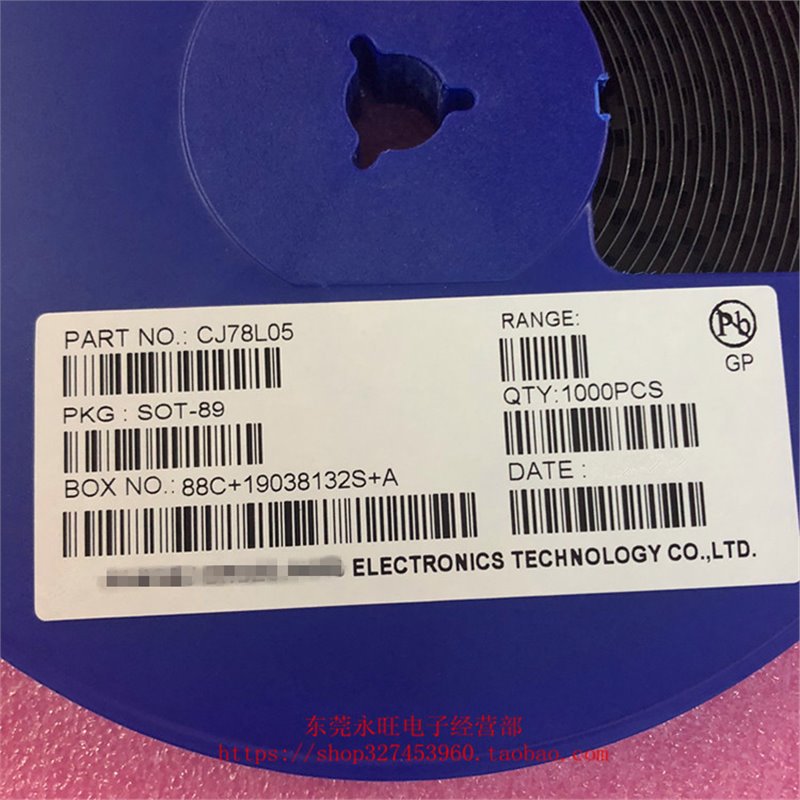 PART NO.: CJ78L05
RANGE:
Pb
GP
PKG : SOT-89
QTY:1000PCS
BOX NO.: 88C+19038132S+A
DATE :
ELECTRONICS TECHNOLOGY CO.,LTD.
东莞永旺电子经营部
https://shop327453960.taobao.com